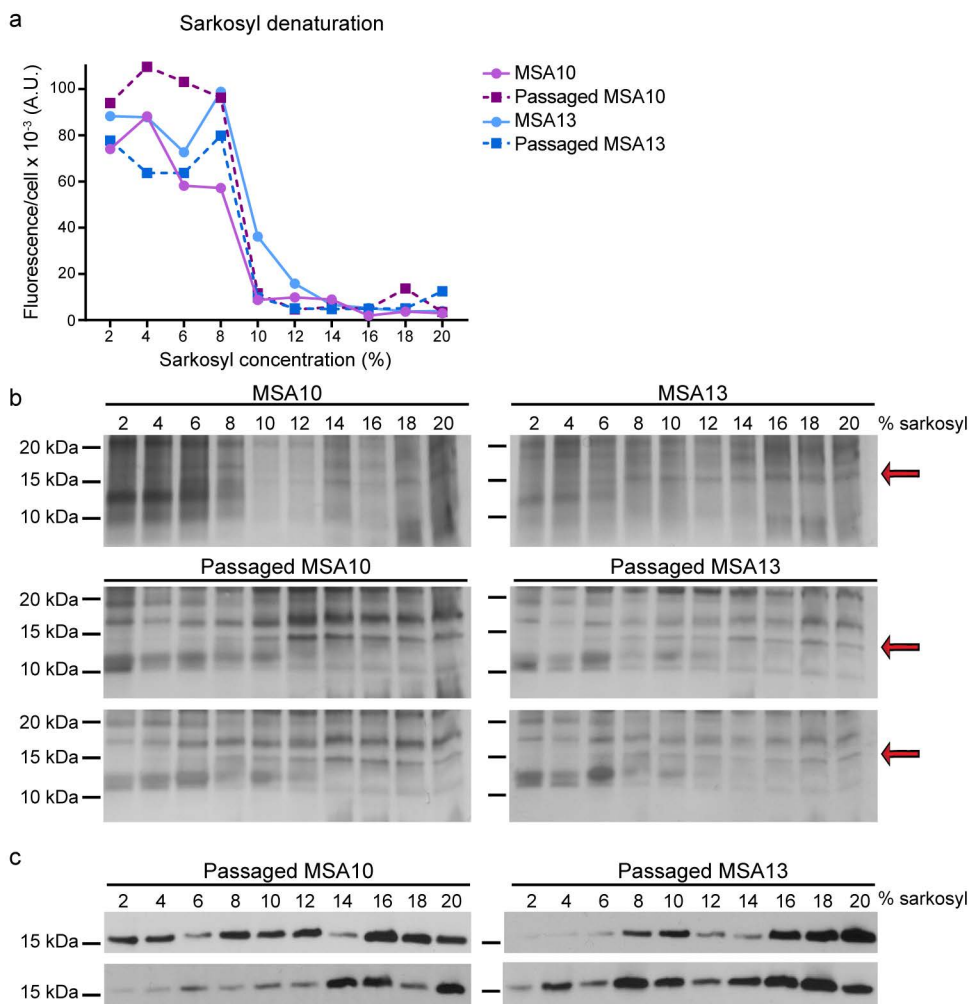 a
Sarkosyl denaturation
Fluorescence/cell x 10⁻³ (A.U.)
100
80
60
40
20
0
2 4 6 8 10 12 14 16 18 20
Sarkosyl concentration (%)
MSA10
Passaged MSA10
MSA13
Passaged MSA13
b
MSA10 MSA13
2 4 6 8 10 12 14 16 18 20 2 4 6 8 10 12 14 16 18 20 % sarkosyl
20 kDa
15 kDa
10 kDa
Passaged MSA10 Passaged MSA13
20 kDa
15 kDa
10 kDa
20 kDa
15 kDa
10 kDa
c
Passaged MSA10 Passaged MSA13
2 4 6 8 10 12 14 16 18 20 2 4 6 8 10 12 14 16 18 20 % sarkosyl
15 kDa
15 kDa